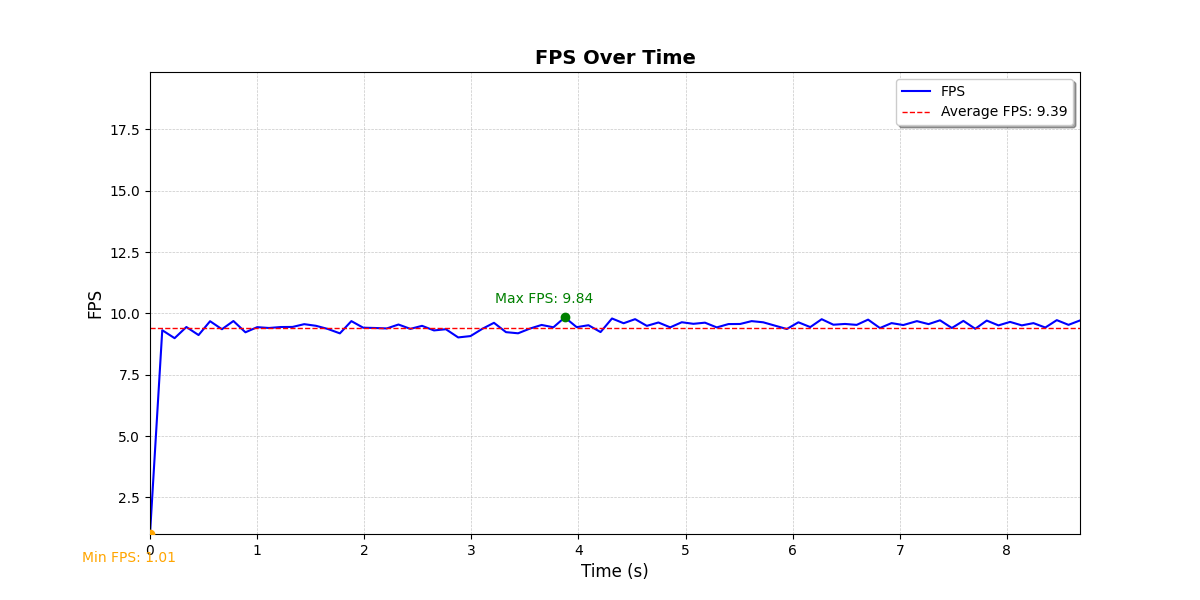 FPS Over Time
FPS
Average FPS: 9.39
17.5
15.0
12.5
10.0
7.5
5.0
2.5
FPS
Max FPS: 9.84
Min FPS: 1.01
0 1 2 3 4 5 6 7 8
Time (s)